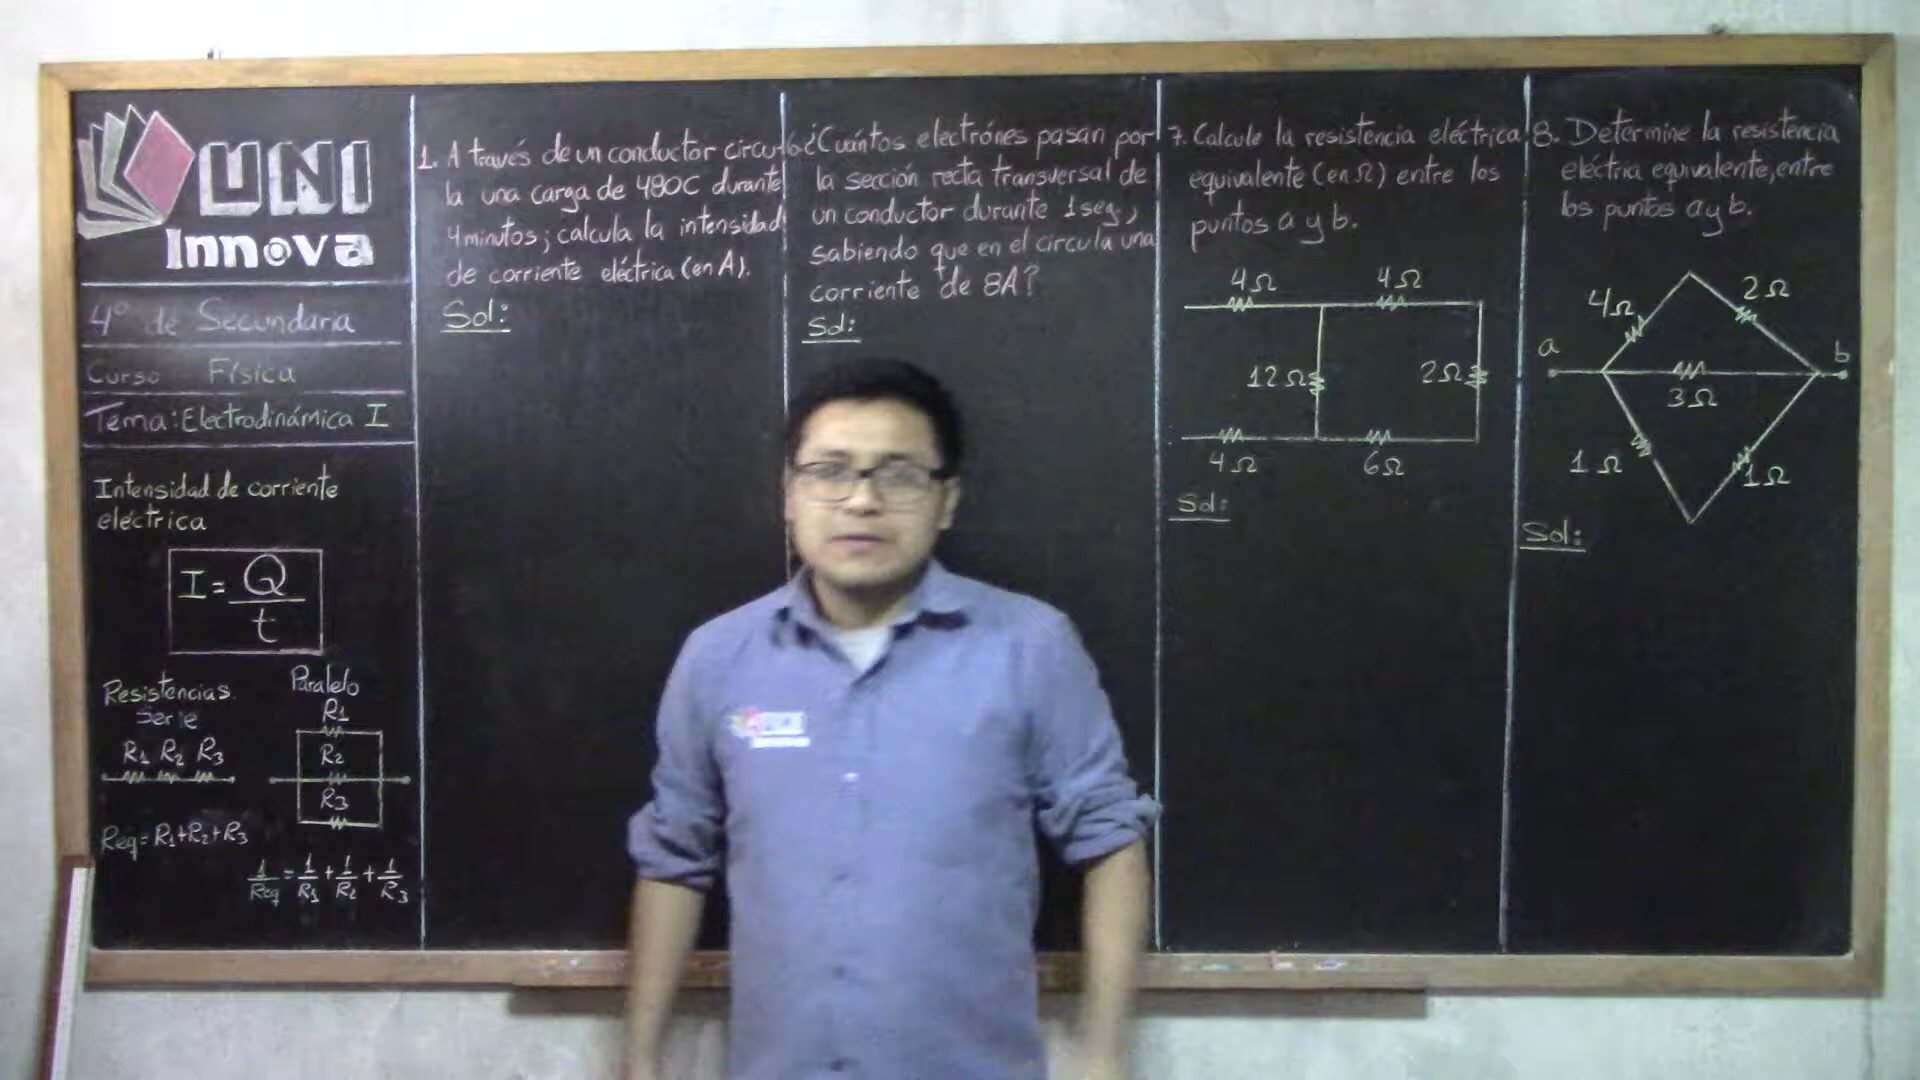 UNI
Innova
4° de Secundaria
Curso Física
Tema: Electrodinámica I
Intensidad de corriente
eléctrica
I = Q
t
Resistencias.
Serie
R1 R2 R3
Req = R1+R2+R3
Paralelo
R1
R2
R3
1/Req = 1/R1 + 1/R2 + 1/R3
1. A través de un conductor circu
la una carga de 480C durante
4 minutos; calcula la intensidad
de corriente eléctrica (en A).
Sol:
6. ¿Cuántos electrónes pasan por
la sección recta transversal de
un conductor durante 1seg,
sabiendo que en el circula una
corriente de 8A?
Sol:
7. Calcule la resistencia eléctrica
equivalente (en Ω) entre los
puntos a y b.
4Ω 4Ω
12Ω 2Ω
4Ω 6Ω
Sol:
8. Determine la resistencia
eléctria equivalente, entre
los puntos a y b.
4Ω 2Ω
a b
3Ω
1Ω 1Ω
Sol: